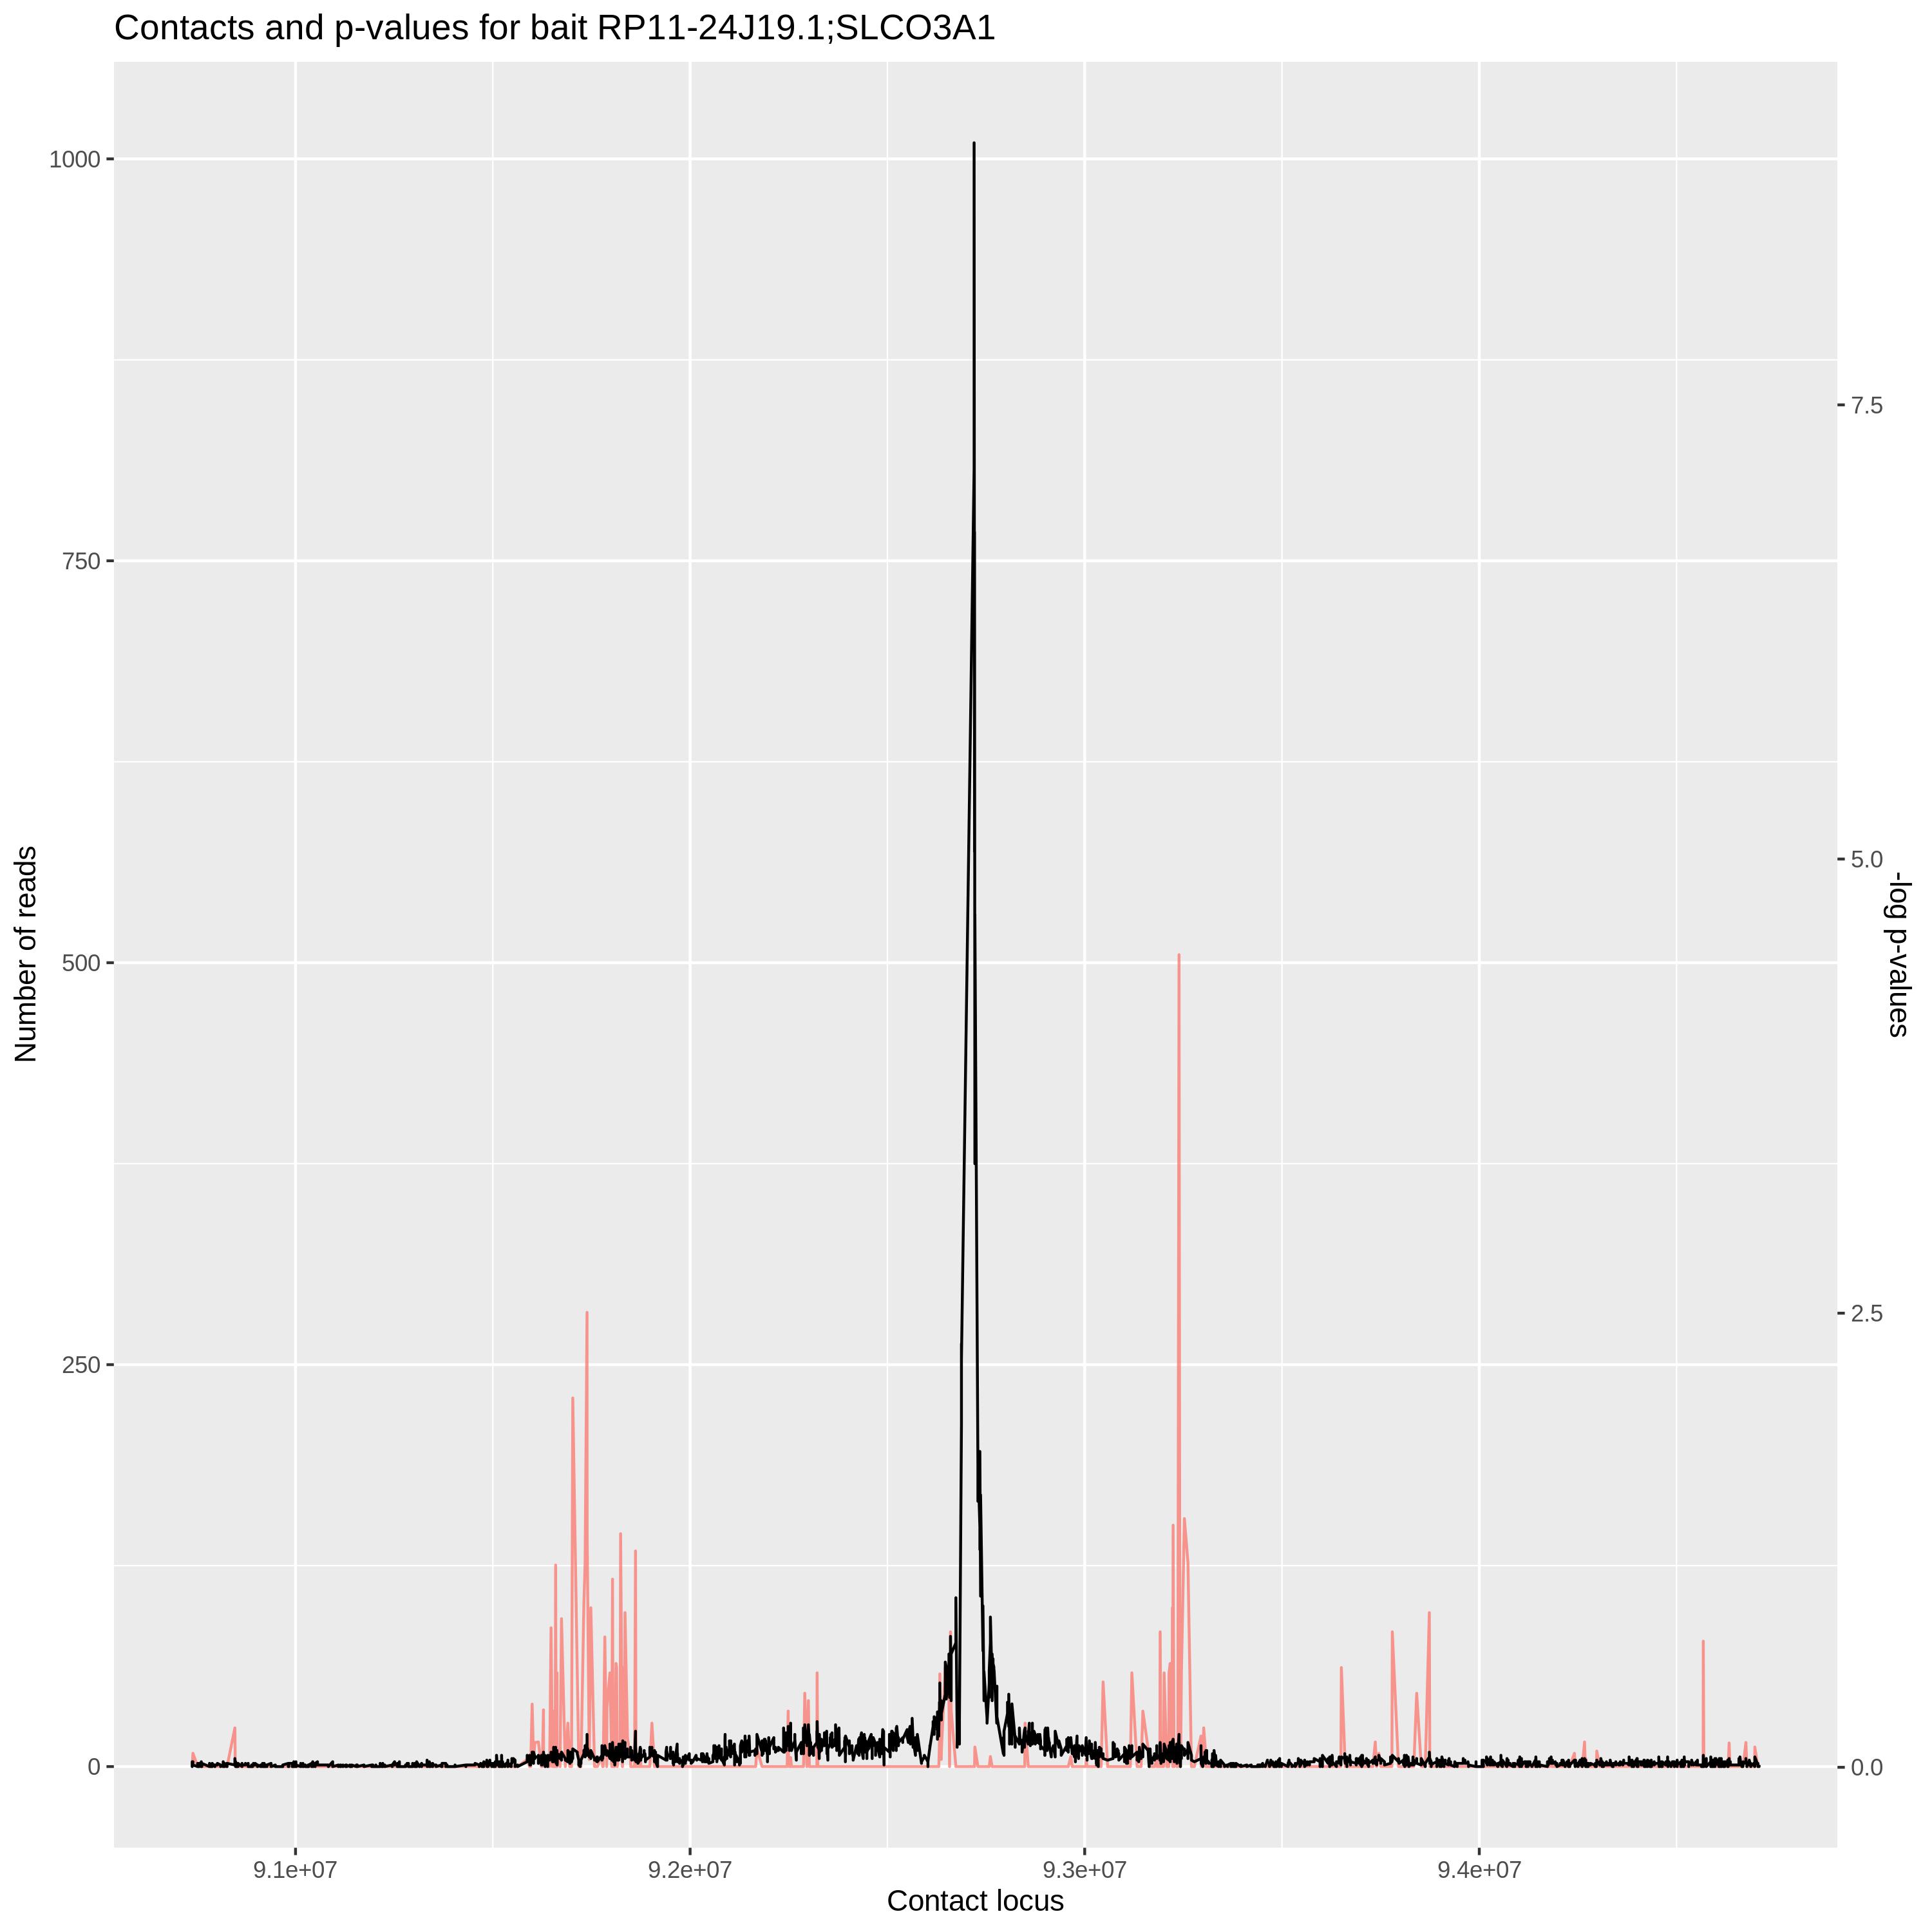 Contacts and p-values for bait RP11-24J19.1;SLCO3A1
1000
750
500
250
0
Number of reads
7.5
5.0
2.5
0.0
-log p-values
9.1e+07 9.2e+07 9.3e+07 9.4e+07
Contact locus